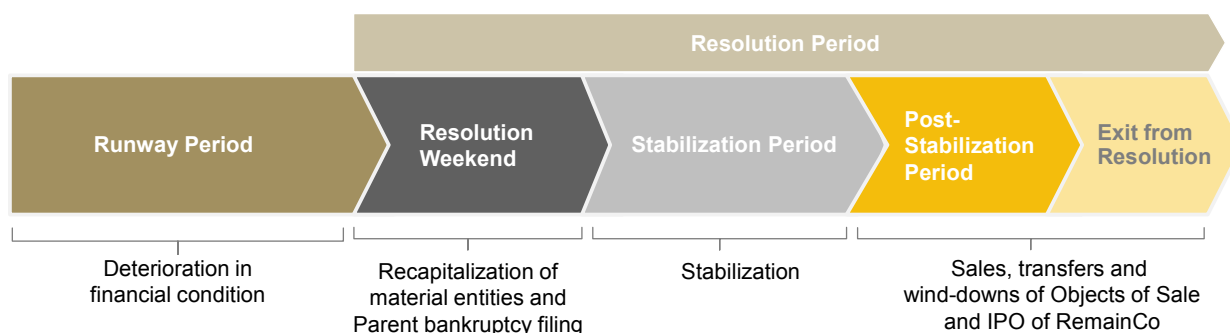 Resolution Period
Runway Period
Resolution
Weekend
Stabilization Period
Post-
Stabilization
Period
Exit from
Resolution
Deterioration in
financial condition
Recapitalization of
material entities and
Parent bankruptcy filing
Stabilization
Sales, transfers and
wind-downs of Objects of Sale
and IPO of RemainCo